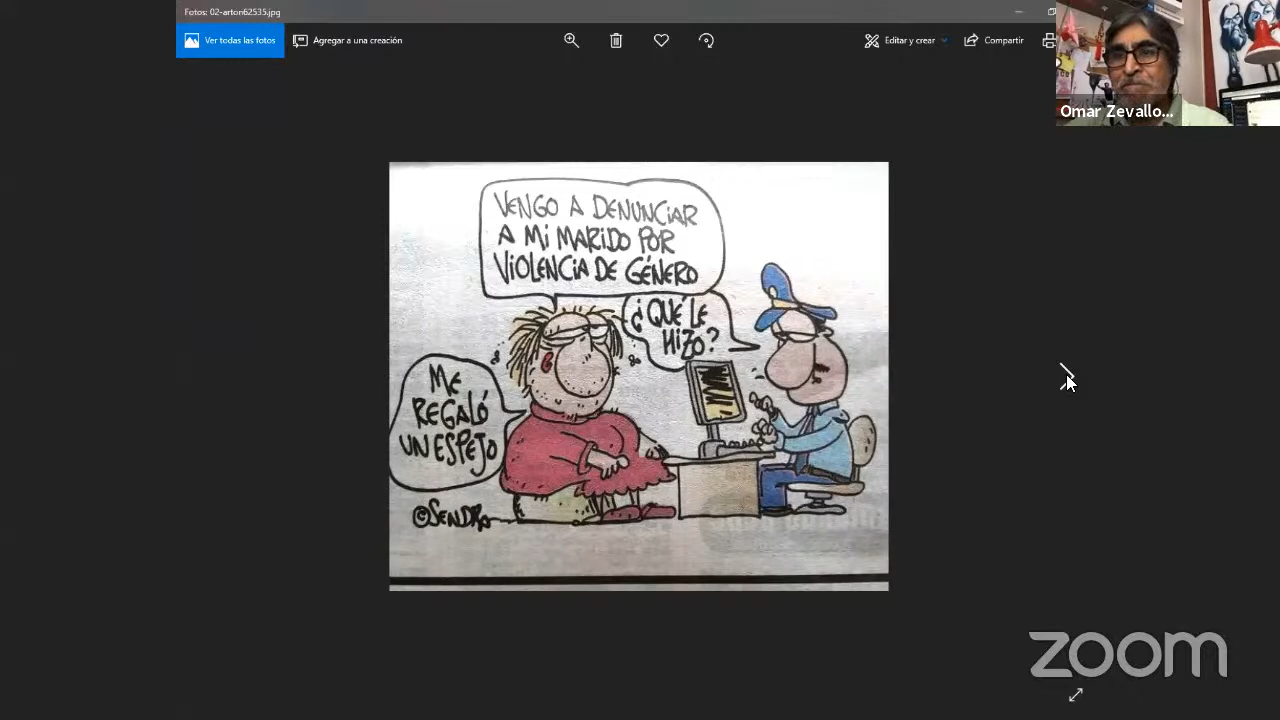 Fotos: 02-arton62535.jpg
Ver todas las fotos
Agregar a una creación
Editar y crear
Compartir
Omar Zevallo...
VENGO A DENUNCiAR
A Mi MARiDO POR
ViOLENCiA DE GÉNERO
¿QUÉ LE
HiZO?
ME
REGALÓ
UN ESPEJO
©SENDRA
zoom